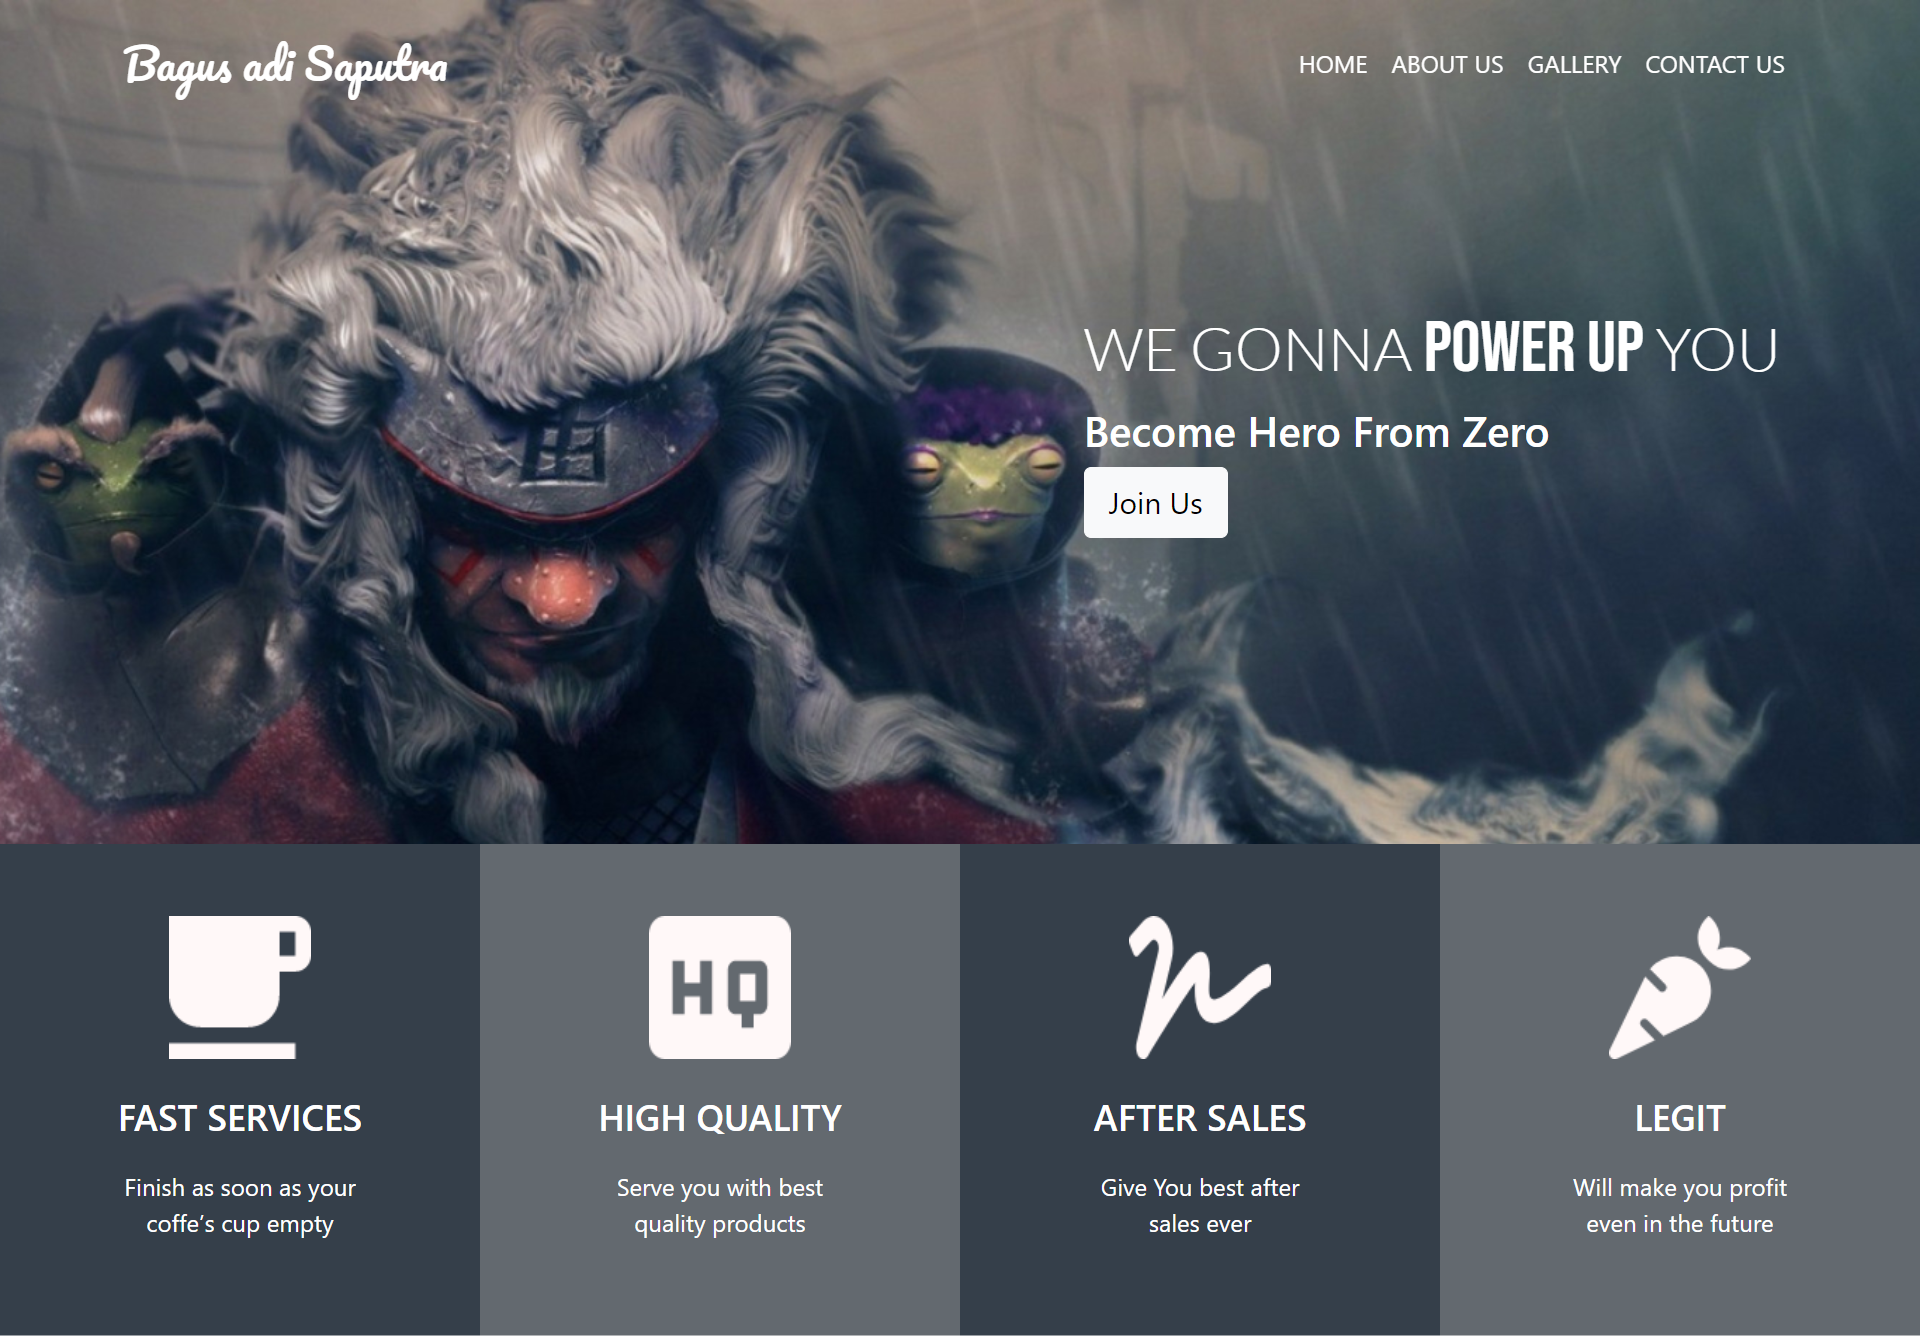 Bagus adi Saputra
HOME ABOUT US GALLERY CONTACT US
WE GONNA POWER UP YOU
Become Hero From Zero
Join Us
HQ
FAST SERVICES
Finish as soon as your
coffe's cup empty
HIGH QUALITY
Serve you with best
quality products
AFTER SALES
Give You best after
sales ever
LEGIT
Will make you profit
even in the future